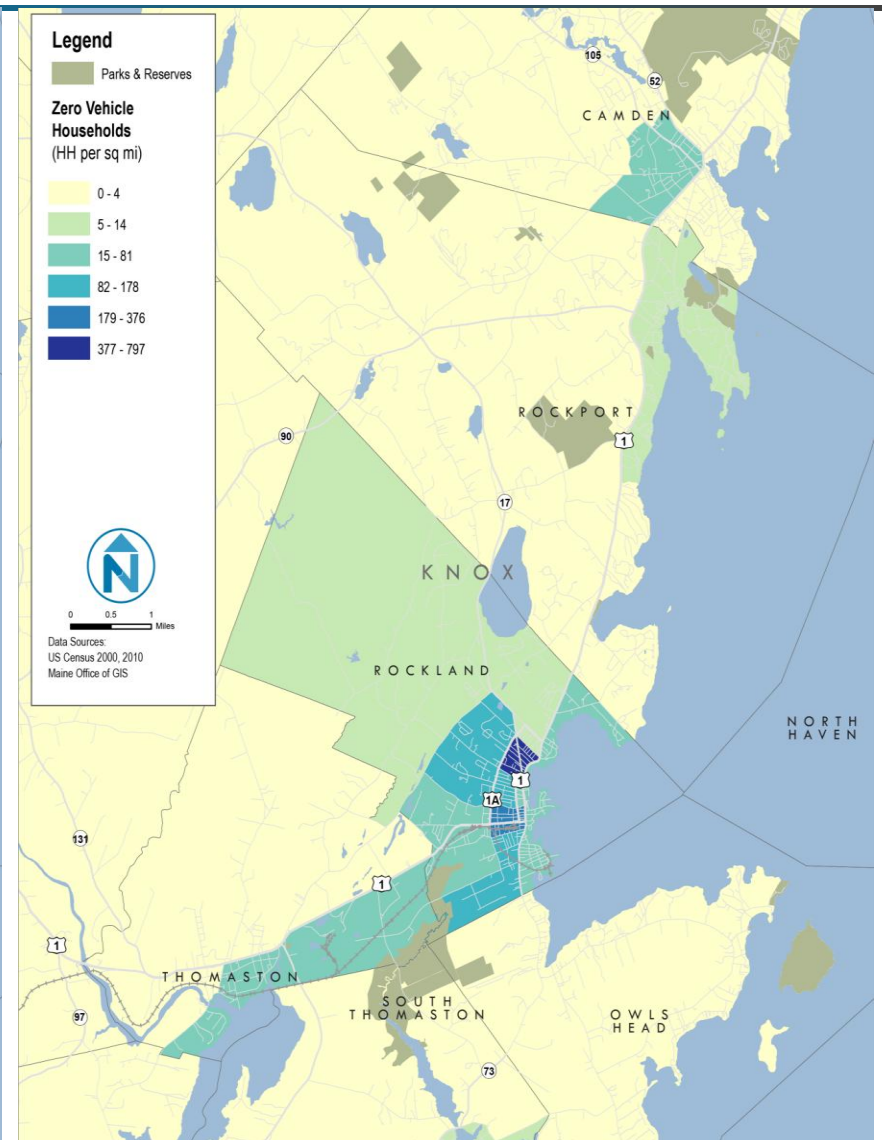 Legend
Parks & Reserves
Zero Vehicle
Households
(HH per sq mi)
0 - 4
5 - 14
15 - 81
82 - 178
179 - 376
377 - 797
N
0 0.5 1
Miles
Data Sources:
US Census 2000, 2010
Maine Office of GIS
105
52
CAMDEN
ROCKPORT
1
90
17
KNOX
ROCKLAND
NORTH
HAVEN
1
1A
131
1
1
THOMASTON
97
SOUTH
THOMASTON
OWLS
HEAD
73